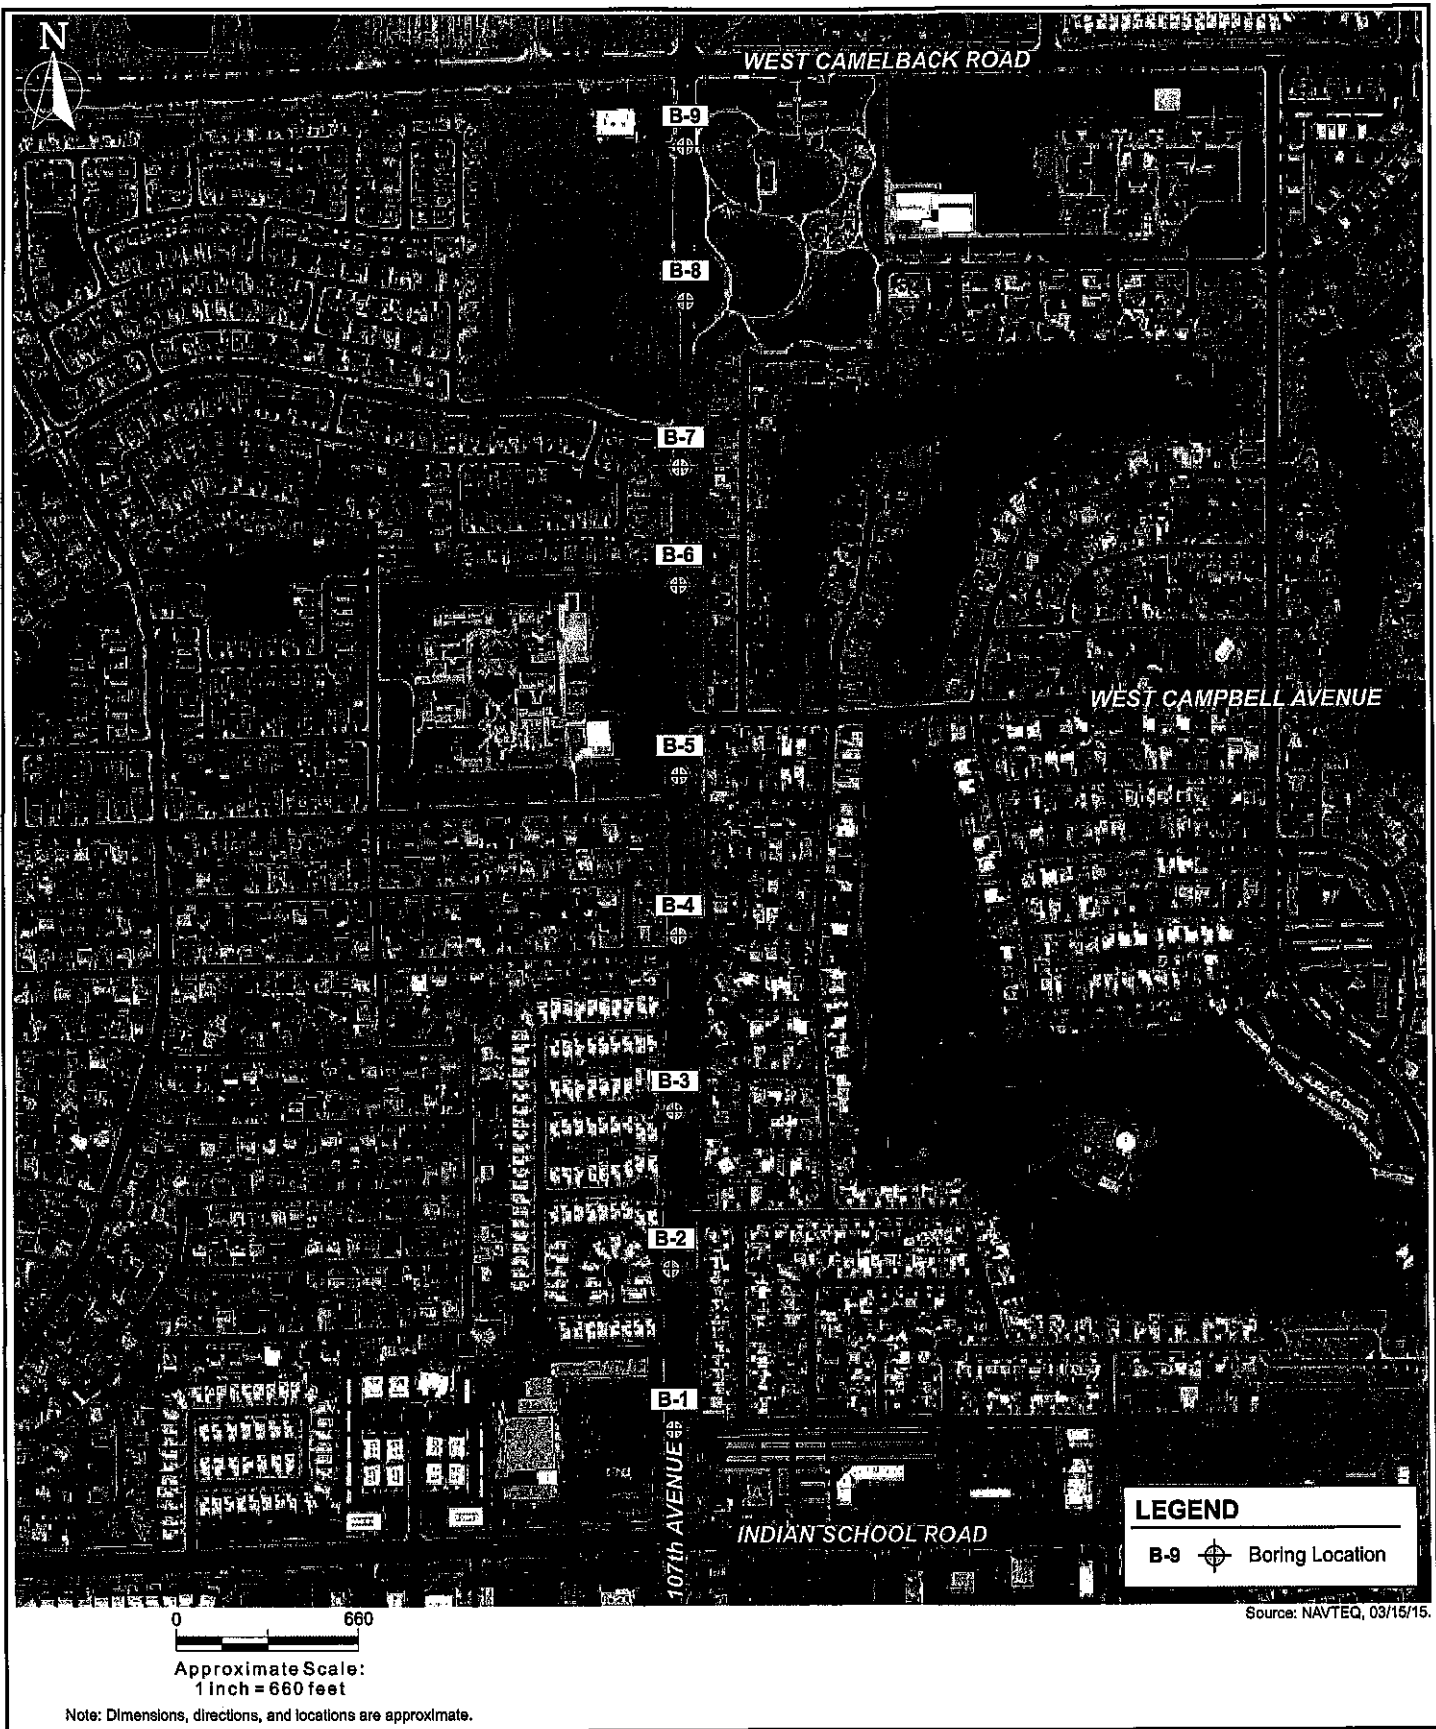 N
WEST CAMELBACK ROAD
B-9
B-8
B-7
B-6
WEST CAMPBELL AVENUE
B-5
B-4
B-3
B-2
B-1
107th AVENUE
INDIAN SCHOOL ROAD
LEGEND
B-9 Boring Location
Source: NAVTEQ, 03/15/15.
0 660
Approximate Scale:
1 inch = 660 feet
Note: Dimensions, directions, and locations are approximate.